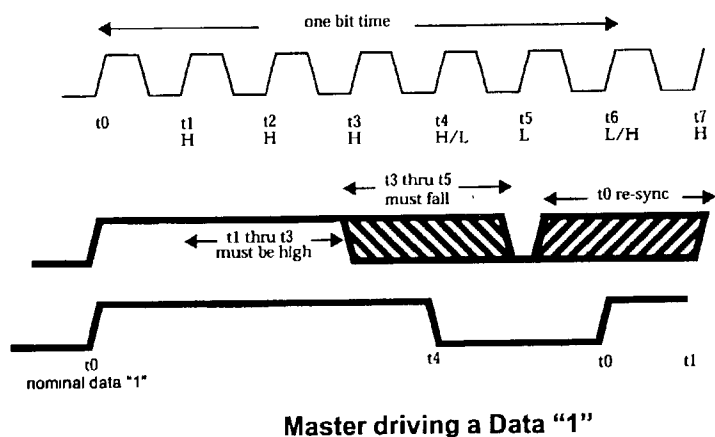 one bit time
t0 t1 t2 t3 t4 t5 t6 t7
H H H H/L L L/H H
t3 thru t5
must fall
t0 re-sync
t1 thru t3
must be high
t0 t4 t0 t1
nominal data "1"
Master driving a Data “1”